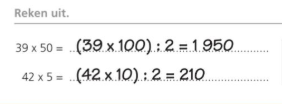 Reken uit.
39 x 50 = (39 x 100) : 2 = 1 950
42 x 5 = (42 x 10) : 2 = 210